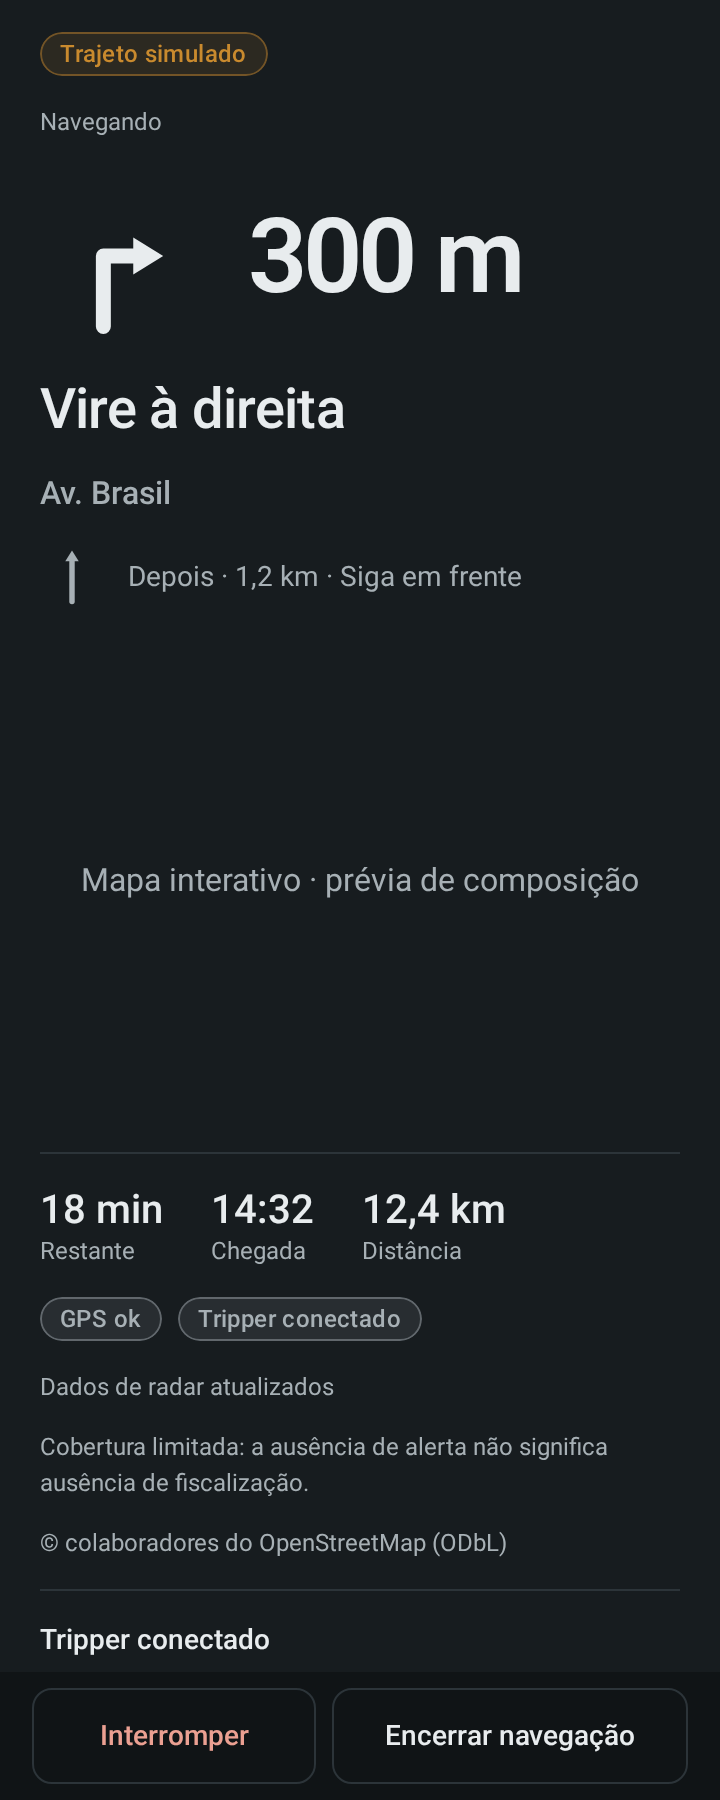 Trajeto simulado
Navegando
300 m
Vire à direita
Av. Brasil
Depois · 1,2 km · Siga em frente
Mapa interativo · prévia de composição
18 min 14:32 12,4 km
Restante Chegada Distância
GPS ok Tripper conectado
Dados de radar atualizados
Cobertura limitada: a ausência de alerta não significa
ausência de fiscalização.
© colaboradores do OpenStreetMap (ODbL)
Tripper conectado
Interromper Encerrar navegação